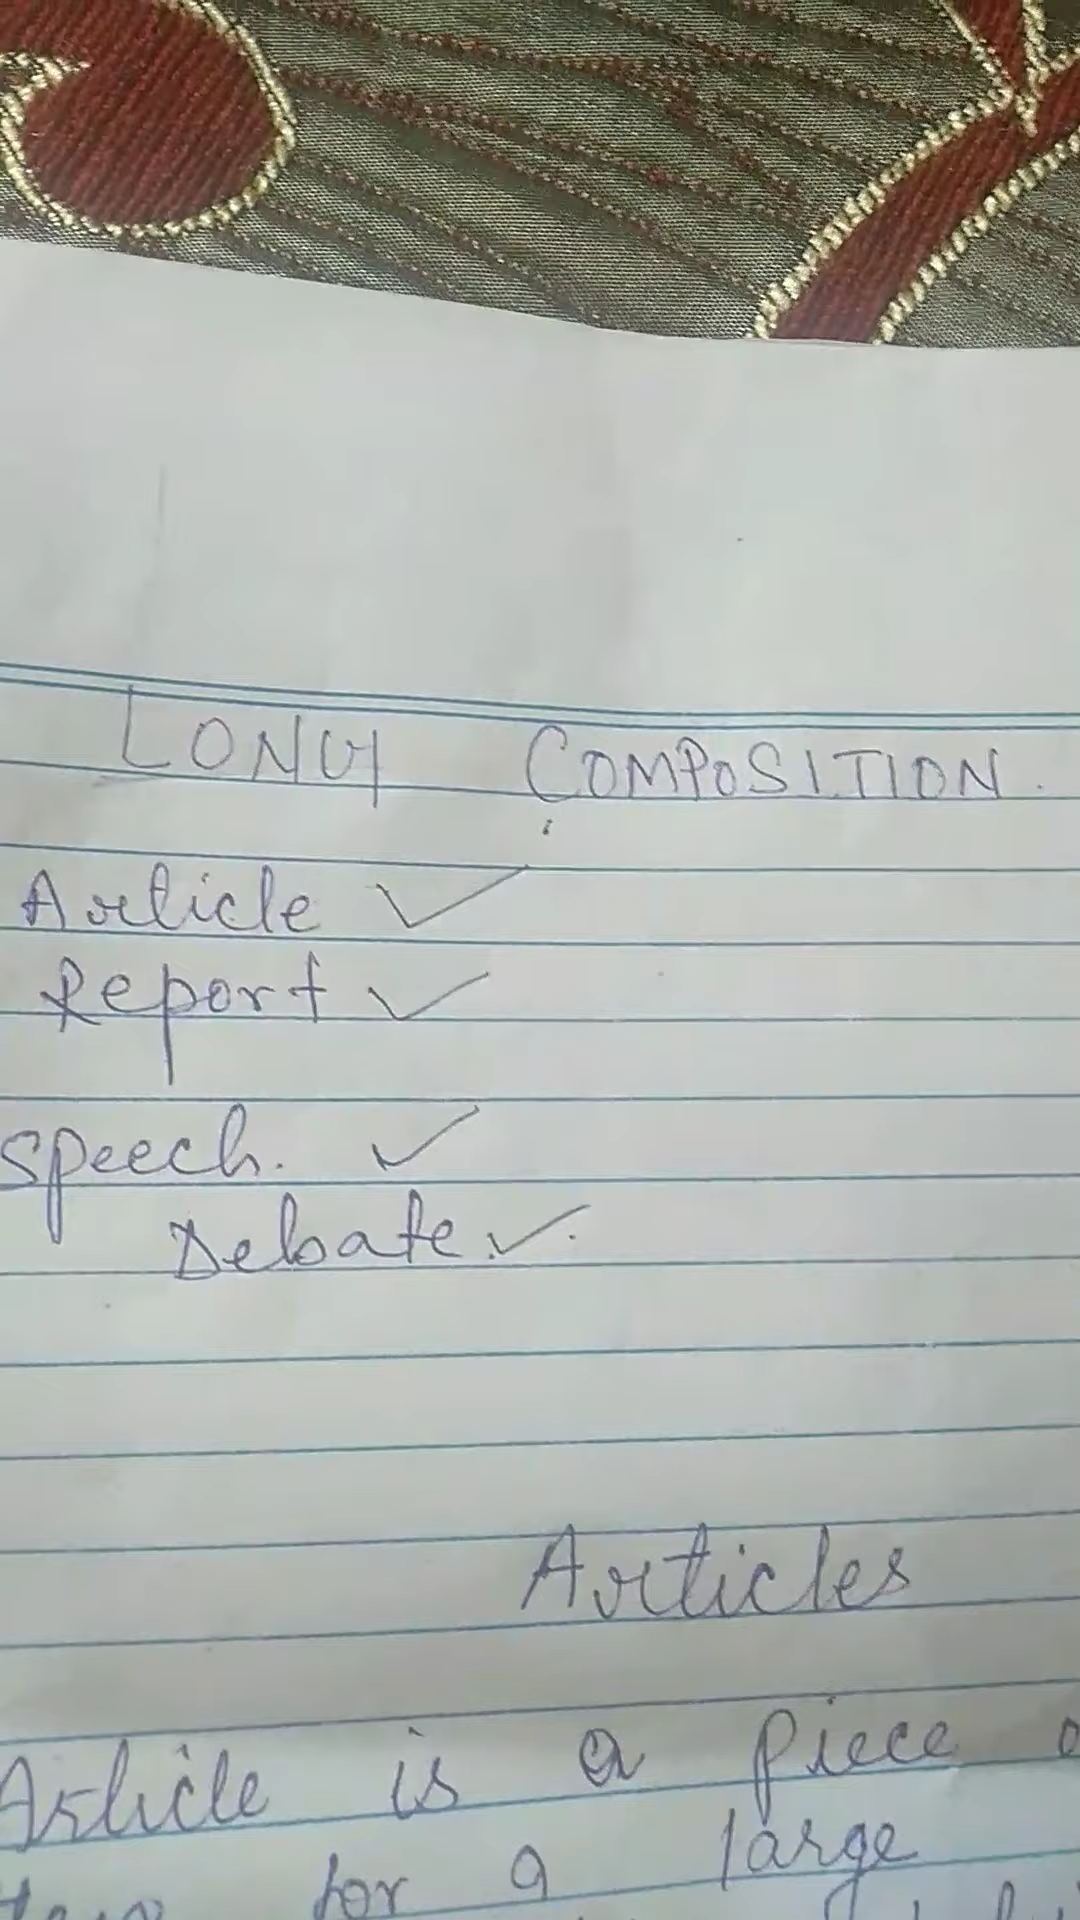 LONG COMPOSITION.
Article ✓
Report ✓
Speech. ✓
Debate. ✓.
Articles
Article is a piece
for a large